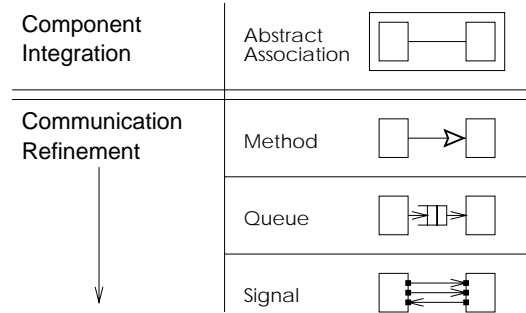 Component
Integration
Abstract
Association
Communication
Refinement
Method
Queue
Signal